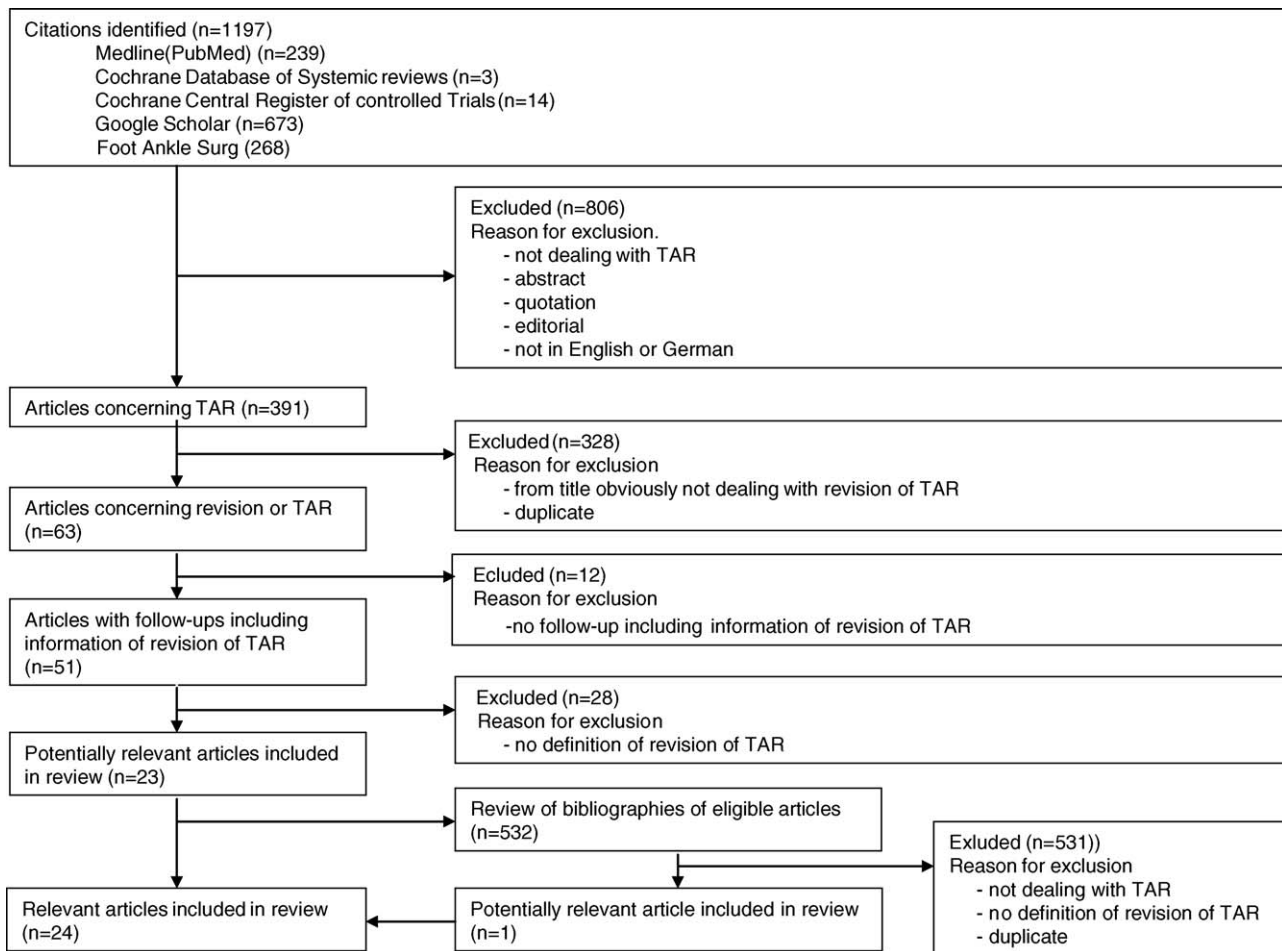 Citations identified (n=1197)
Medline(PubMed) (n=239)
Cochrane Database of Systemic reviews (n=3)
Cochrane Central Register of controlled Trials (n=14)
Google Scholar (n=673)
Foot Ankle Surg (268)
Excluded (n=806)
Reason for exclusion.
- not dealing with TAR
- abstract
- quotation
- editorial
- not in English or German
Articles concerning TAR (n=391)
Excluded (n=328)
Reason for exclusion
- from title obviously not dealing with revision of TAR
- duplicate
Articles concerning revision or TAR
(n=63)
Ecluded (n=12)
Reason for exclusion
-no follow-up including information of revision of TAR
Articles with follow-ups including
information of revision of TAR
(n=51)
Excluded (n=28)
Reason for exclusion
- no definition of revision of TAR
Potentially relevant articles included
in review (n=23)
Review of bibliographies of eligible articles
(n=532)
Exluded (n=531))
Reason for exclusion
- not dealing with TAR
- no definition of revision of TAR
- duplicate
Relevant articles included in review
(n=24)
Potentially relevant article included in review
(n=1)